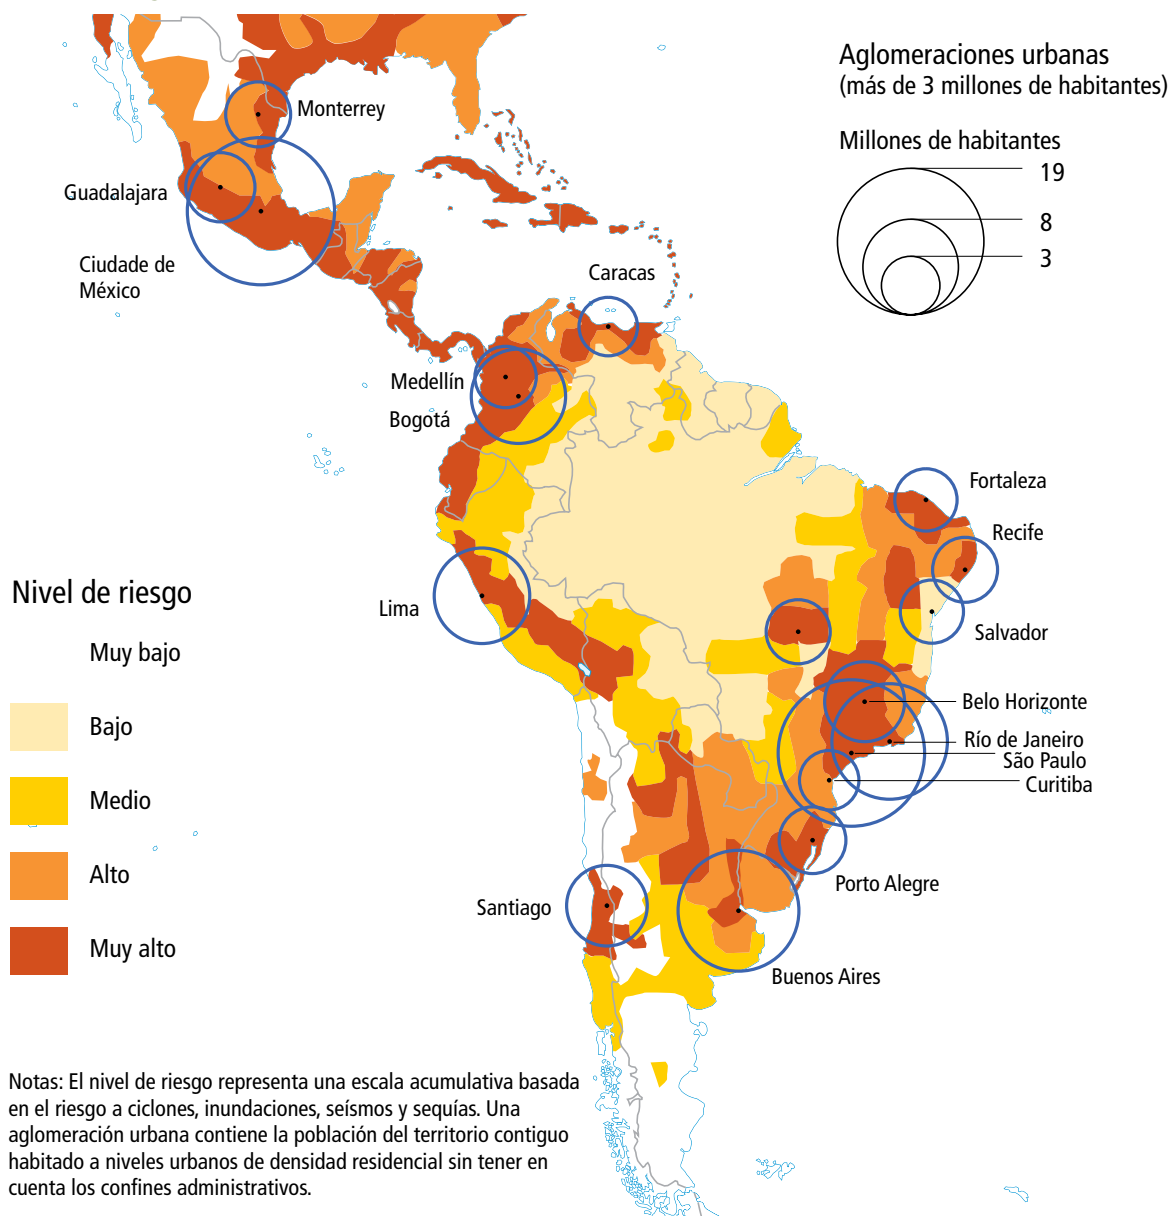 Aglomeraciones urbanas
(más de 3 millones de habitantes)
Millones de habitantes
19
8
3
Monterrey
Guadalajara
Ciudade de
México
Caracas
Medellín
Bogotá
Fortaleza
Recife
Lima
Salvador
Belo Horizonte
Río de Janeiro
São Paulo
Curitiba
Porto Alegre
Santiago
Buenos Aires
Nivel de riesgo
Muy bajo
Bajo
Medio
Alto
Muy alto
Notas: El nivel de riesgo representa una escala acumulativa basada
en el riesgo a ciclones, inundaciones, seísmos y sequías. Una
aglomeración urbana contiene la población del territorio contiguo
habitado a niveles urbanos de densidad residencial sin tener en
cuenta los confines administrativos.